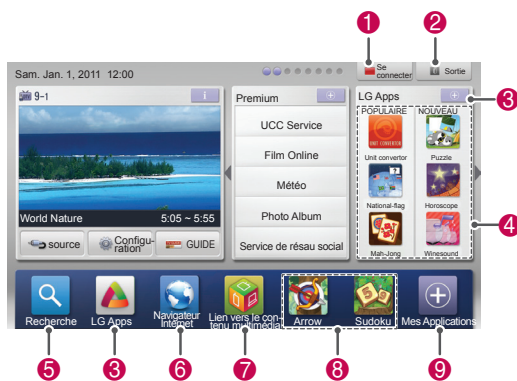 1
2
Sam. Jan. 1, 2011 12:00
Se
connecter
Sortie
9-1
i
Premium
LG Apps
3
POPULAIRE
NOUVEAU
UNIT CONVERTOR
UCC Service
Unit convertor
Puzzle
Film Online
Météo
National-flag
Horoscope
World Nature
5:05 ~ 5:55
Photo Album
4
source
Configu-
ration
GUIDE
Service de résau social
Mah-Jong
Winesound
Recherche
LG Apps
Navigateur
Internet
Lien vers le con-
tenu multimédia
Arrow
Sudoku
Mes Applications
5
3
6
7
8
9